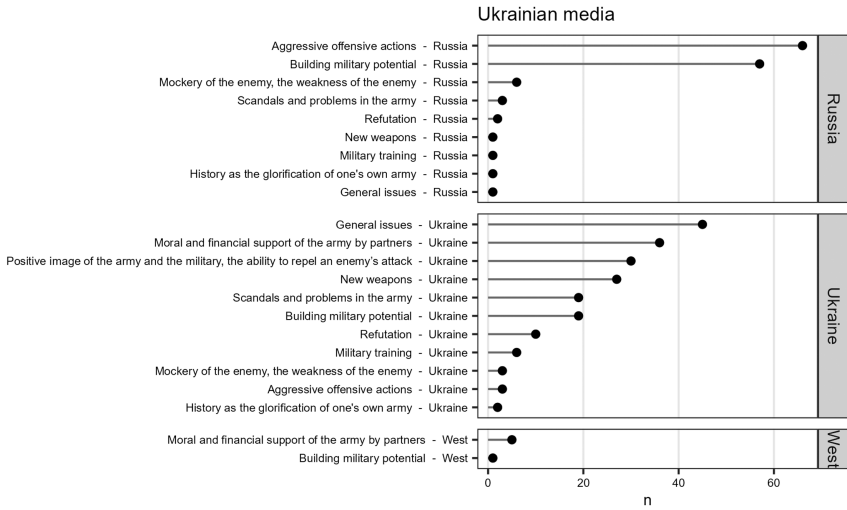 Ukrainian media
Aggressive offensive actions - Russia
Building military potential - Russia
Mockery of the enemy, the weakness of the enemy - Russia
Scandals and problems in the army - Russia
Refutation - Russia
New weapons - Russia
Military training - Russia
History as the glorification of one's own army - Russia
General issues - Russia
Russia
General issues - Ukraine
Moral and financial support of the army by partners - Ukraine
Positive image of the army and the military, the ability to repel an enemy's attack - Ukraine
New weapons - Ukraine
Scandals and problems in the army - Ukraine
Building military potential - Ukraine
Refutation - Ukraine
Military training - Ukraine
Mockery of the enemy, the weakness of the enemy - Ukraine
Aggressive offensive actions - Ukraine
History as the glorification of one's own army - Ukraine
Ukraine
Moral and financial support of the army by partners - West
Building military potential - West
West
0 20 40 60
n